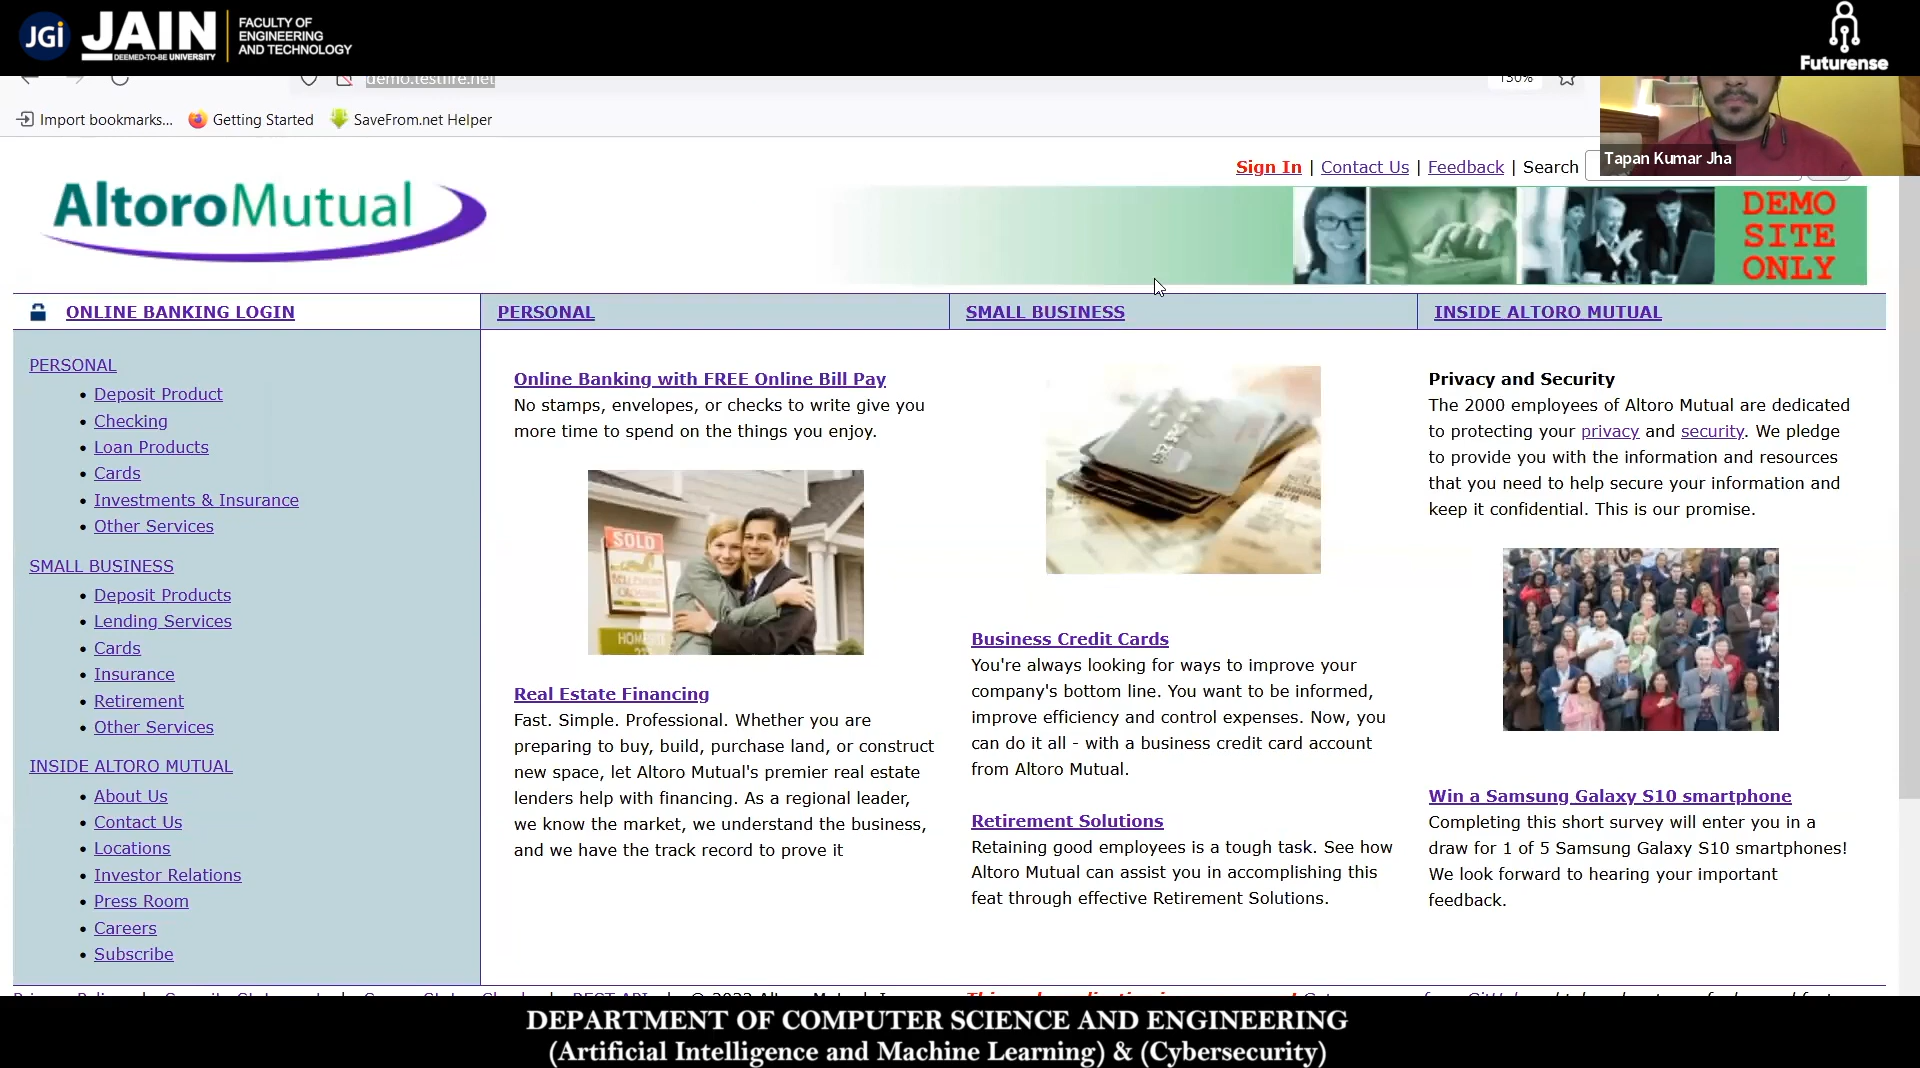 JGI JAIN DEEMED-TO-BE UNIVERSITY
FACULTY OF
ENGINEERING
AND TECHNOLOGY
Futurense
demo.testfire.net
130%
Import bookmarks...
Getting Started
SaveFrom.net Helper
Tapan Kumar Jha
Sign In | Contact Us | Feedback | Search
AltoroMutual
DEMO
SITE
ONLY
ONLINE BANKING LOGIN
PERSONAL
SMALL BUSINESS
INSIDE ALTORO MUTUAL
PERSONAL
Deposit Product
Checking
Loan Products
Cards
Investments & Insurance
Other Services
SMALL BUSINESS
Deposit Products
Lending Services
Cards
Insurance
Retirement
Other Services
INSIDE ALTORO MUTUAL
About Us
Contact Us
Locations
Investor Relations
Press Room
Careers
Subscribe
Online Banking with FREE Online Bill Pay
No stamps, envelopes, or checks to write give you
more time to spend on the things you enjoy.
SOLD
Real Estate Financing
Fast. Simple. Professional. Whether you are
preparing to buy, build, purchase land, or construct
new space, let Altoro Mutual's premier real estate
lenders help with financing. As a regional leader,
we know the market, we understand the business,
and we have the track record to prove it
Business Credit Cards
You're always looking for ways to improve your
company's bottom line. You want to be informed,
improve efficiency and control expenses. Now, you
can do it all - with a business credit card account
from Altoro Mutual.
Retirement Solutions
Retaining good employees is a tough task. See how
Altoro Mutual can assist you in accomplishing this
feat through effective Retirement Solutions.
Privacy and Security
The 2000 employees of Altoro Mutual are dedicated
to protecting your privacy and security. We pledge
to provide you with the information and resources
that you need to help secure your information and
keep it confidential. This is our promise.
Win a Samsung Galaxy S10 smartphone
Completing this short survey will enter you in a
draw for 1 of 5 Samsung Galaxy S10 smartphones!
We look forward to hearing your important
feedback.
DEPARTMENT OF COMPUTER SCIENCE AND ENGINEERING
(Artificial Intelligence and Machine Learning) & (Cybersecurity)